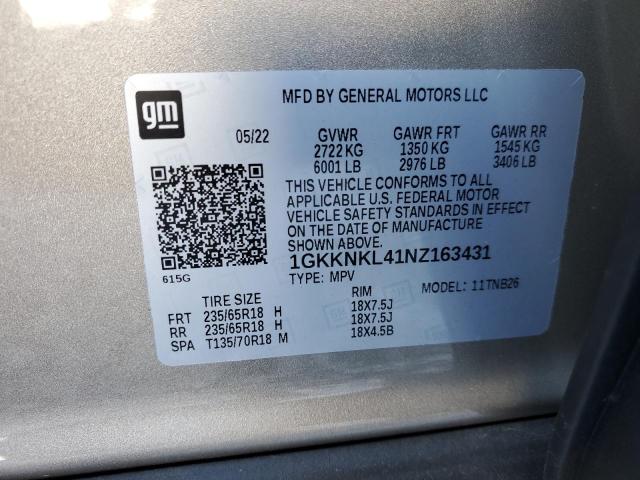 gm
MFD BY GENERAL MOTORS LLC
05/22 GVWR GAWR FRT GAWR RR
2722 KG 1350 KG 1545 KG
6001 LB 2976 LB 3406 LB
THIS VEHICLE CONFORMS TO ALL
APPLICABLE U.S. FEDERAL MOTOR
VEHICLE SAFETY STANDARDS IN EFFECT
ON THE DATE OF MANUFACTURE
SHOWN ABOVE.
1GKKNKL41NZ163431
615G TYPE: MPV MODEL: 11TNB26
TIRE SIZE RIM
FRT 235/65R18 H 18X7.5J
RR 235/65R18 H 18X7.5J
SPA T135/70R18 M 18X4.5B